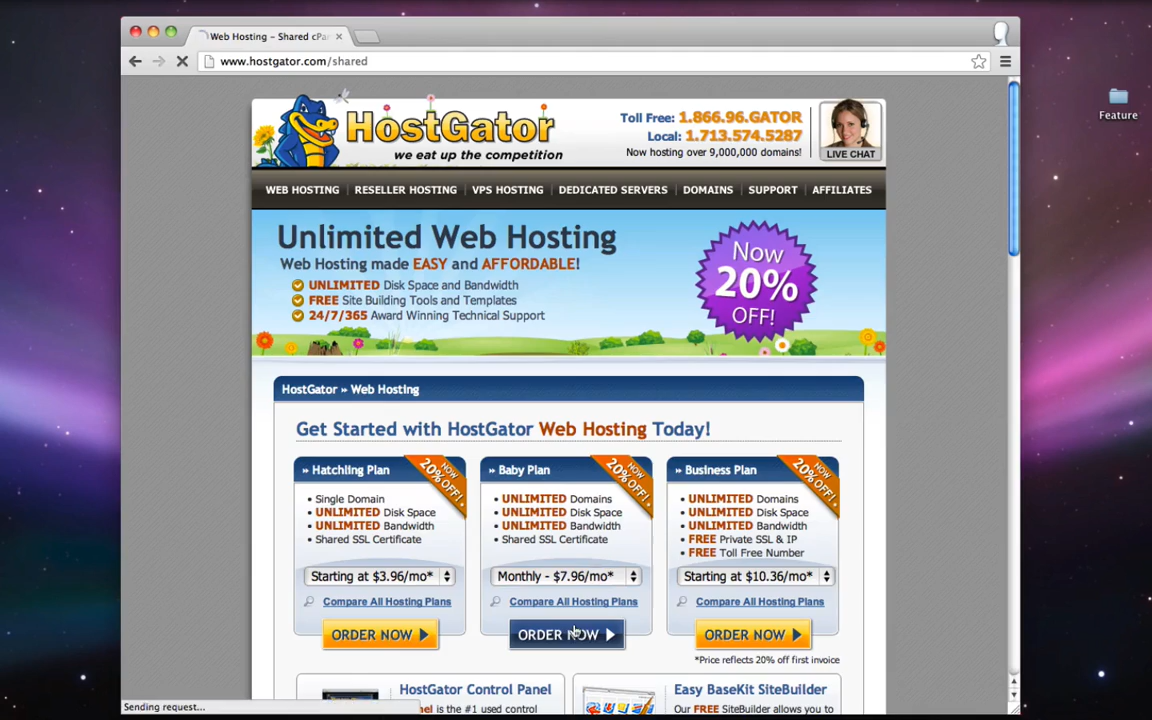 Web Hosting – Shared cPa
www.hostgator.com/shared
Feature
HostGator
we eat up the competition
Toll Free: 1.866.96.GATOR
Local: 1.713.574.5287
Now hosting over 9,000,000 domains!
LIVE CHAT
WEB HOSTING | RESELLER HOSTING | VPS HOSTING | DEDICATED SERVERS | DOMAINS | SUPPORT | AFFILIATES
Unlimited Web Hosting
Web Hosting made EASY and AFFORDABLE!
UNLIMITED Disk Space and Bandwidth
FREE Site Building Tools and Templates
24/7/365 Award Winning Technical Support
Now
20%
OFF!
HostGator » Web Hosting
Get Started with HostGator Web Hosting Today!
» Hatchling Plan
NOW
20% OFF!
• Single Domain
• UNLIMITED Disk Space
• UNLIMITED Bandwidth
• Shared SSL Certificate
Starting at $3.96/mo*
Compare All Hosting Plans
ORDER NOW
» Baby Plan
NOW
20% OFF!
• UNLIMITED Domains
• UNLIMITED Disk Space
• UNLIMITED Bandwidth
• Shared SSL Certificate
Monthly - $7.96/mo*
Compare All Hosting Plans
ORDER NOW
» Business Plan
NOW
20% OFF!
• UNLIMITED Domains
• UNLIMITED Disk Space
• UNLIMITED Bandwidth
• FREE Private SSL & IP
• FREE Toll Free Number
Starting at $10.36/mo*
Compare All Hosting Plans
ORDER NOW
*Price reflects 20% off first invoice
HostGator Control Panel
is the #1 used control
Easy BaseKit SiteBuilder
Our FREE SiteBuilder allows you to
Sending request...